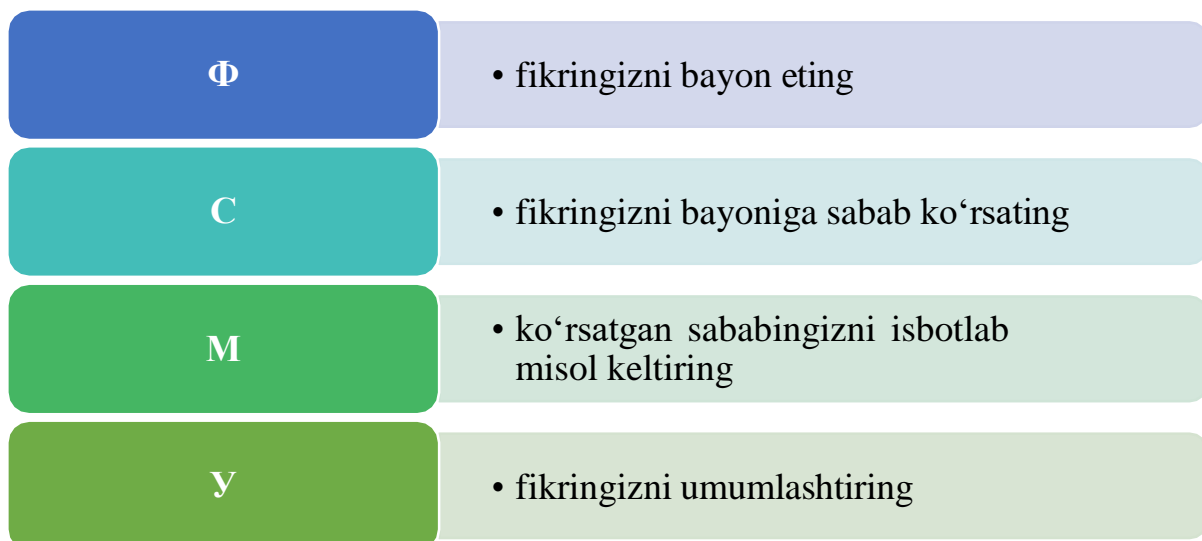 Ф
• fikringizni bayon eting
С
• fikringizni bayoniga sabab ko‘rsating
М
• ko‘rsatgan sababingizni isbotlab
misol keltiring
У
• fikringizni umumlashtiring